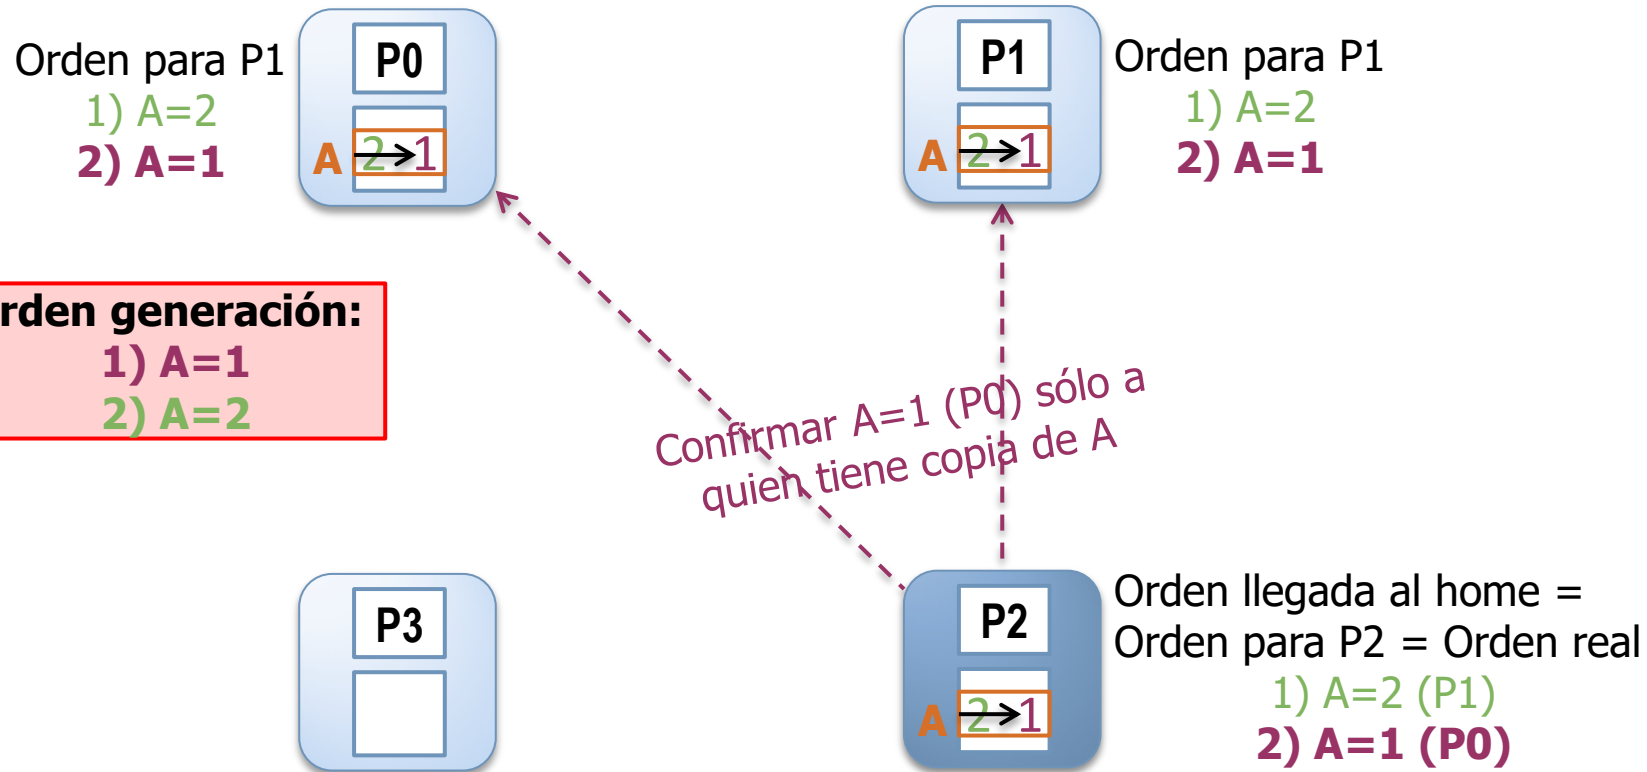 Orden para P1
1) A=2
2) A=1
P0
A 2→1
P1
A 2→1
Orden para P1
1) A=2
2) A=1
rden generación:
1) A=1
2) A=2
Confirmar A=1 (P0) sólo a
quien tiene copia de A
P3
P2
A 2→1
Orden llegada al home =
Orden para P2 = Orden real
1) A=2 (P1)
2) A=1 (P0)